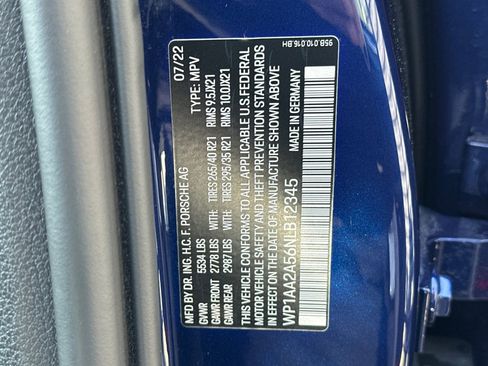 95B.010.016.BH
MFD BY DR. ING. H.C. F. PORSCHE AG 07/22
GVWR 5534 LBS TYPE: MPV
GAWR FRONT 2778 LBS WITH: TIRES 265/40 R21 RIMS 9.5JX21
GAWR REAR 2987 LBS WITH: TIRES 295/35 R21 RIMS 10.0JX21
THIS VEHICLE CONFORMS TO ALL APPLICABLE U.S. FEDERAL
MOTOR VEHICLE SAFETY AND THEFT PREVENTION STANDARDS
IN EFFECT ON THE DATE OF MANUFACTURE SHOWN ABOVE
WP1AA2A56NLB12345 MADE IN GERMANY